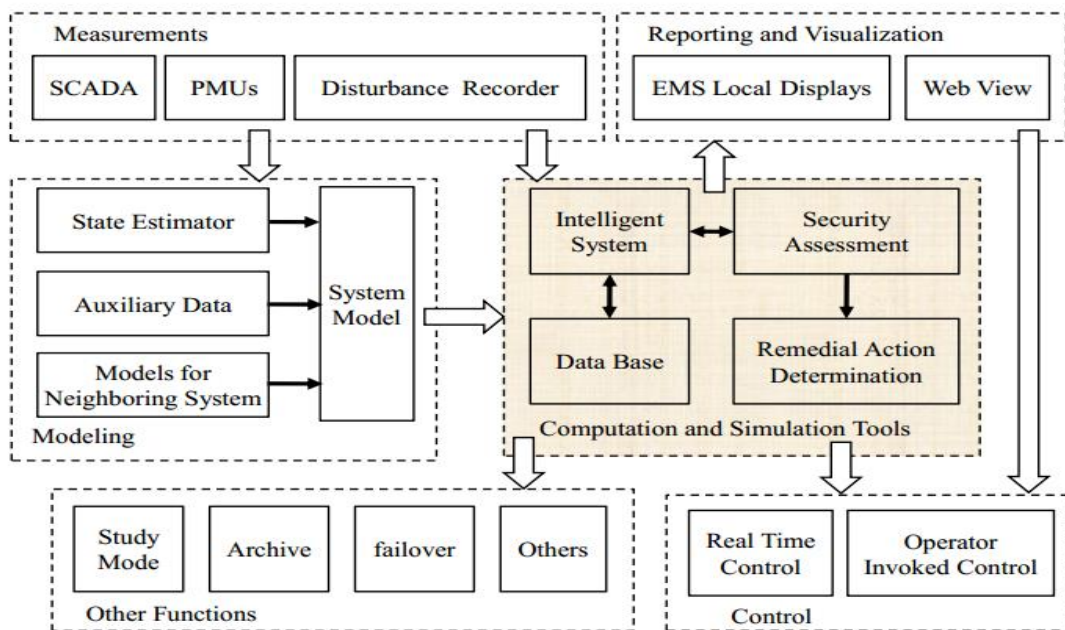 Measurements
SCADA
PMUs
Disturbance Recorder
Reporting and Visualization
EMS Local Displays
Web View
State Estimator
Auxiliary Data
Models for
Neighboring System
System
Model
Modeling
Intelligent
System
Security
Assessment
Data Base
Remedial Action
Determination
Computation and Simulation Tools
Study
Mode
Archive
failover
Others
Other Functions
Real Time
Control
Operator
Invoked Control
Control